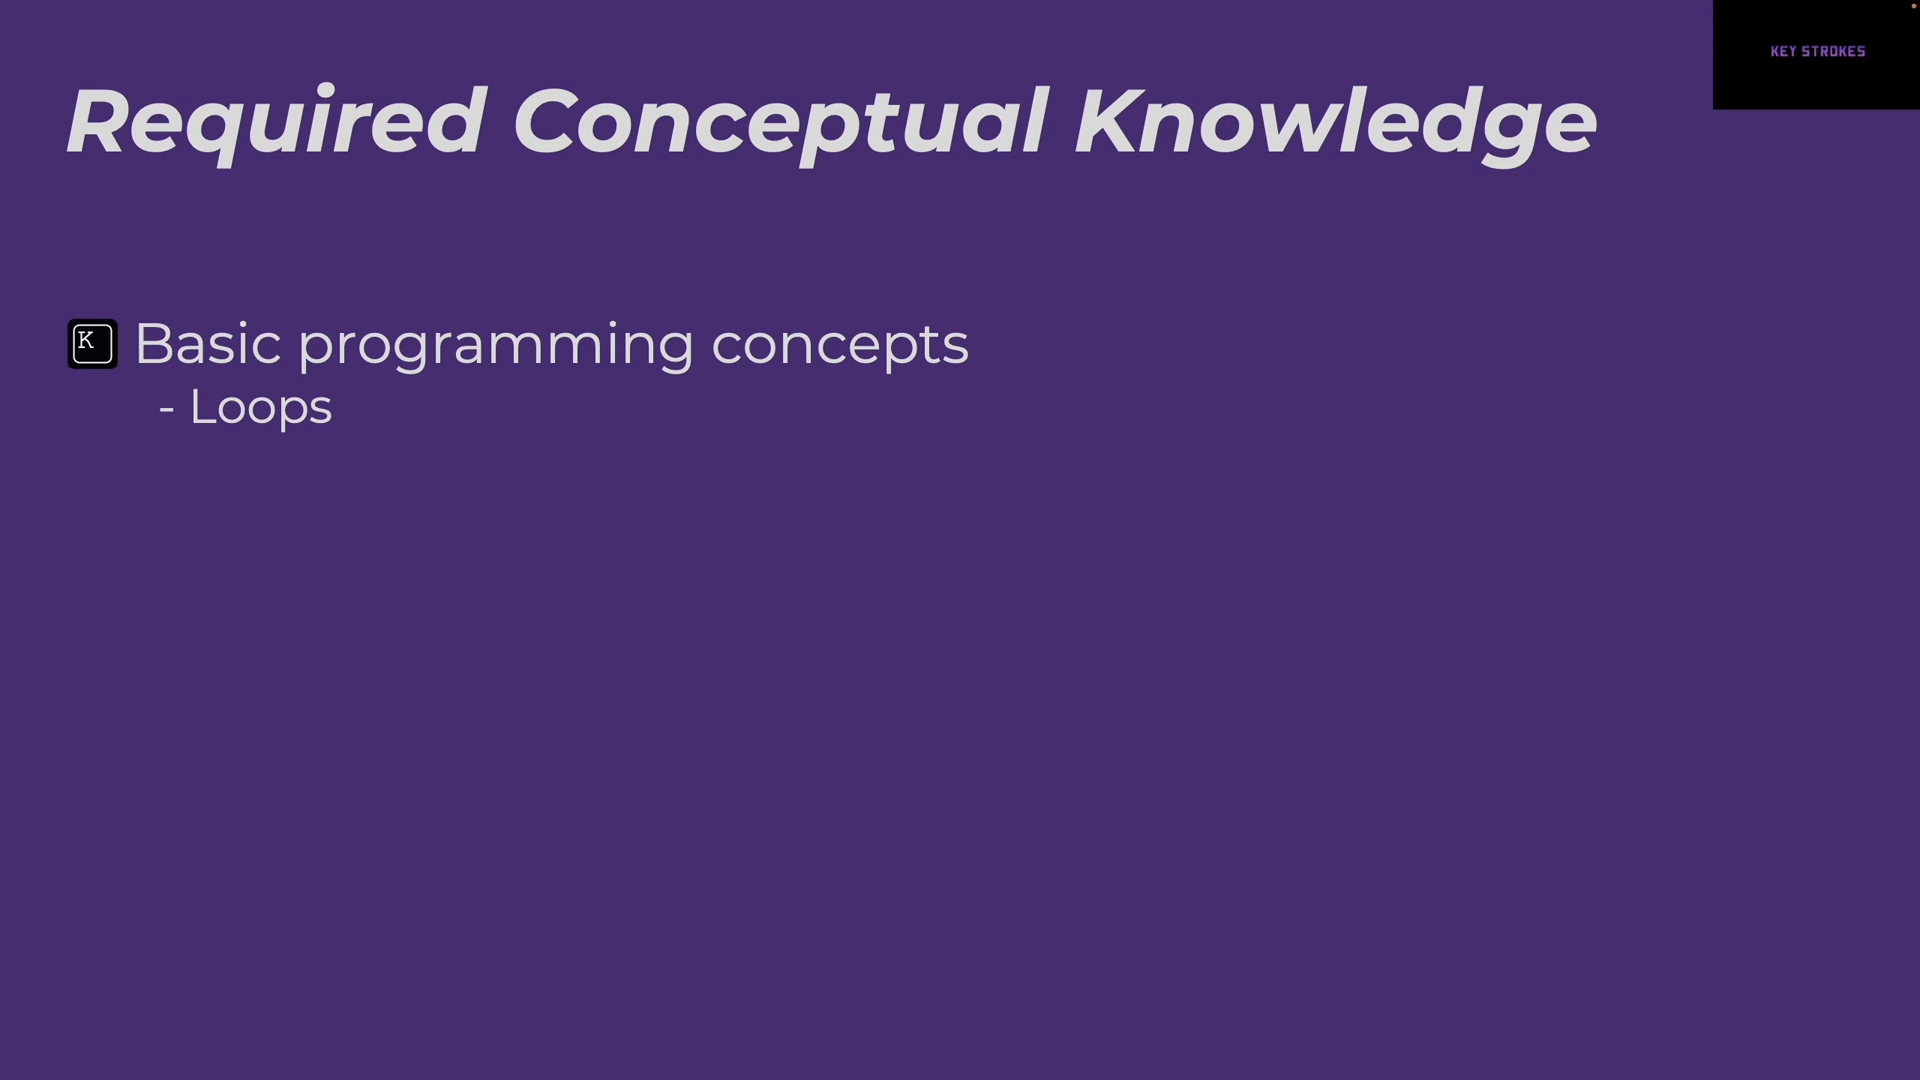 KEY STROKES
Required Conceptual Knowledge
K Basic programming concepts
- Loops